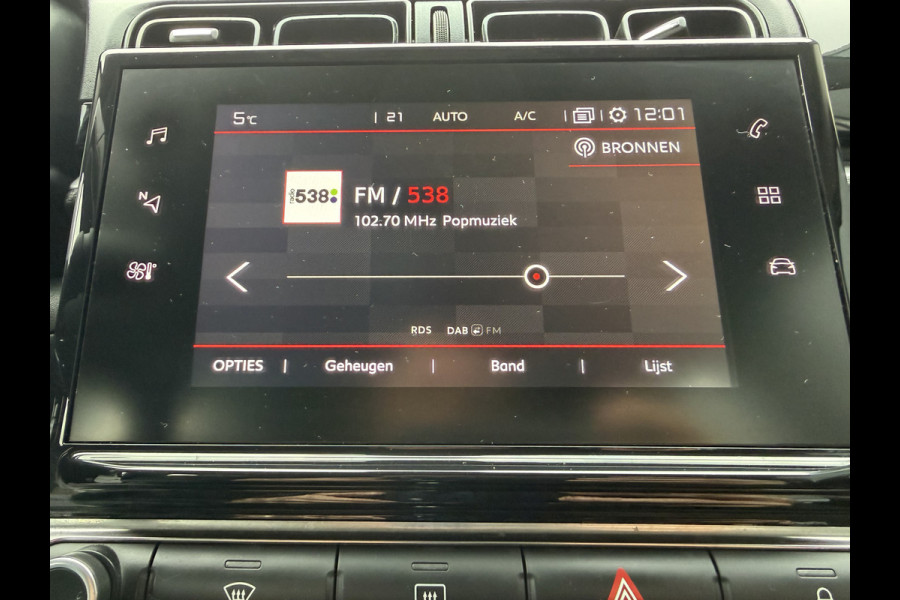 5°C | 21 AUTO A/C | | 12:01
BRONNEN
radio 538
FM / 538
102.70 MHz Popmuziek
N
RDS DAB FM
OPTIES | Geheugen | Band | Lijst